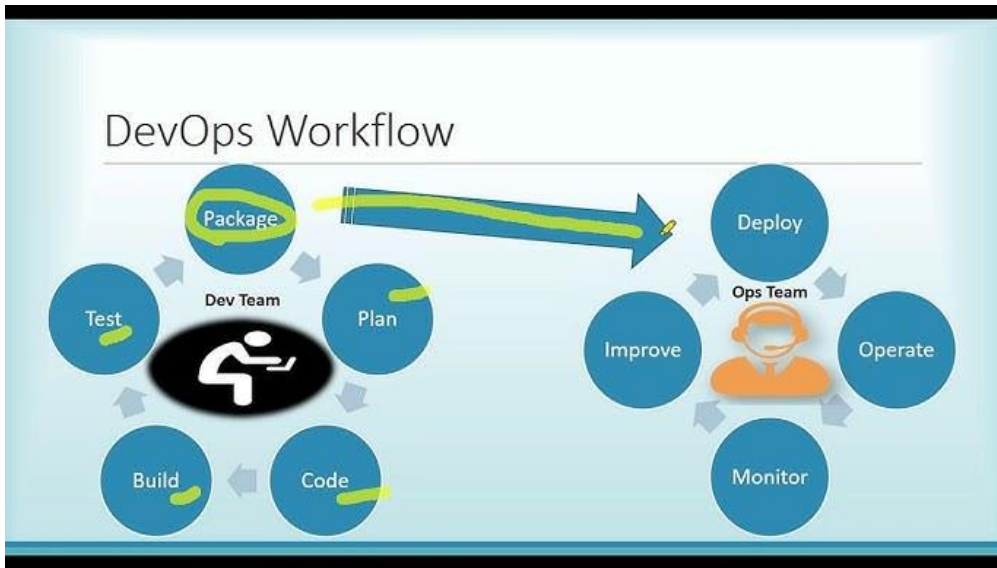 DevOps Workflow
Package
Dev Team
Test
Plan
Build
Code
Deploy
Ops Team
Improve
Operate
Monitor